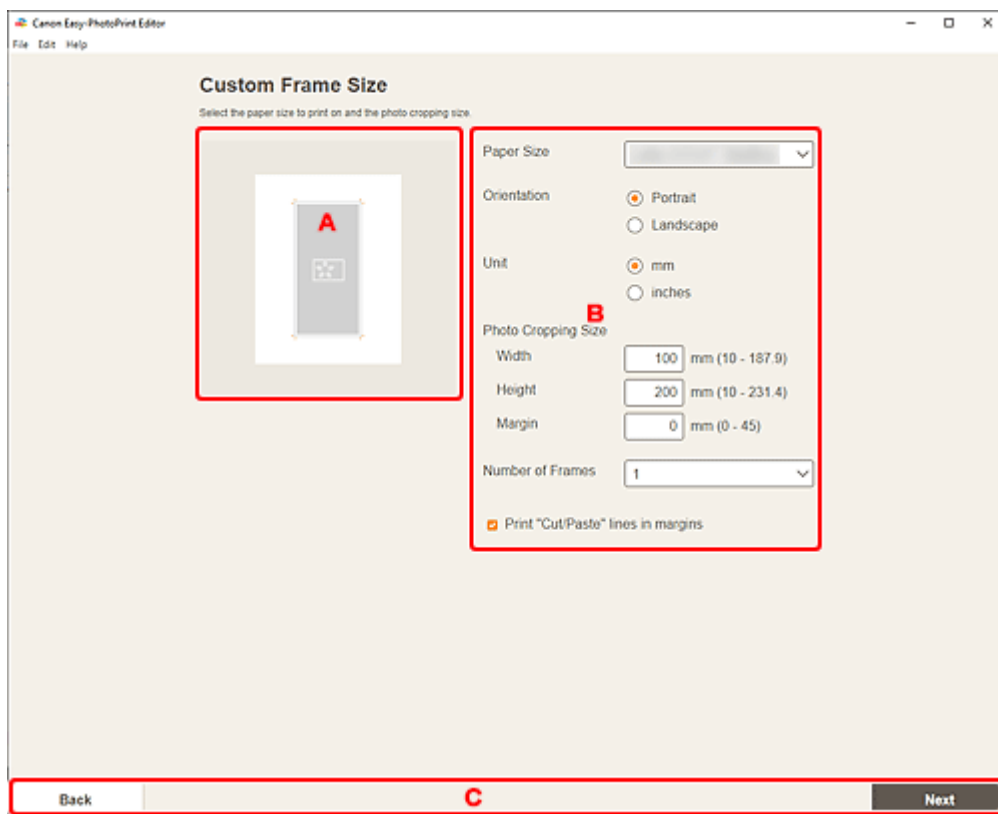 Canon Easy-PhotoPrint Editor
File Edit Help
Custom Frame Size
Select the paper size to print on and the photo cropping size.
A
Paper Size
Orientation
Portrait
Landscape
Unit
mm
inches
B
Photo Cropping Size
Width 100 mm (10 - 187.9)
Height 200 mm (10 - 231.4)
Margin 0 mm (0 - 45)
Number of Frames 1
Print "Cut/Paste" lines in margins
Back C Next